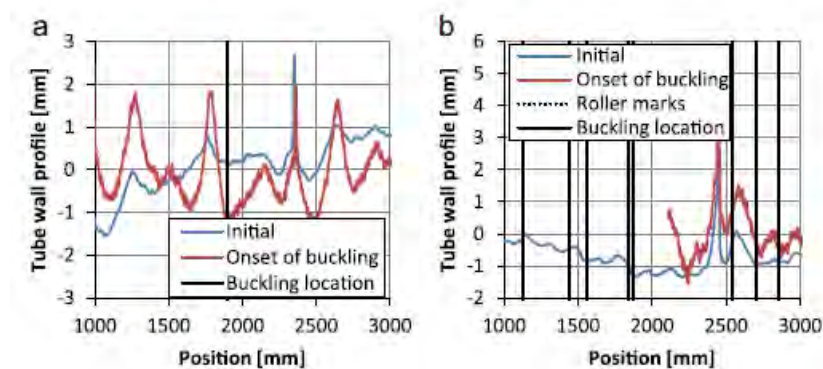 a
3
2
1
0
-1
-2
-3
Tube wall profile [mm]
Initial
Onset of buckling
Buckling location
1000 1500 2000 2500 3000
Position [mm]
b
6
5
4
3
2
1
0
-1
-2
Tube wall profile [mm]
Initial
Onset of buckling
Roller marks
Buckling location
1000 1500 2000 2500 3000
Position [mm]